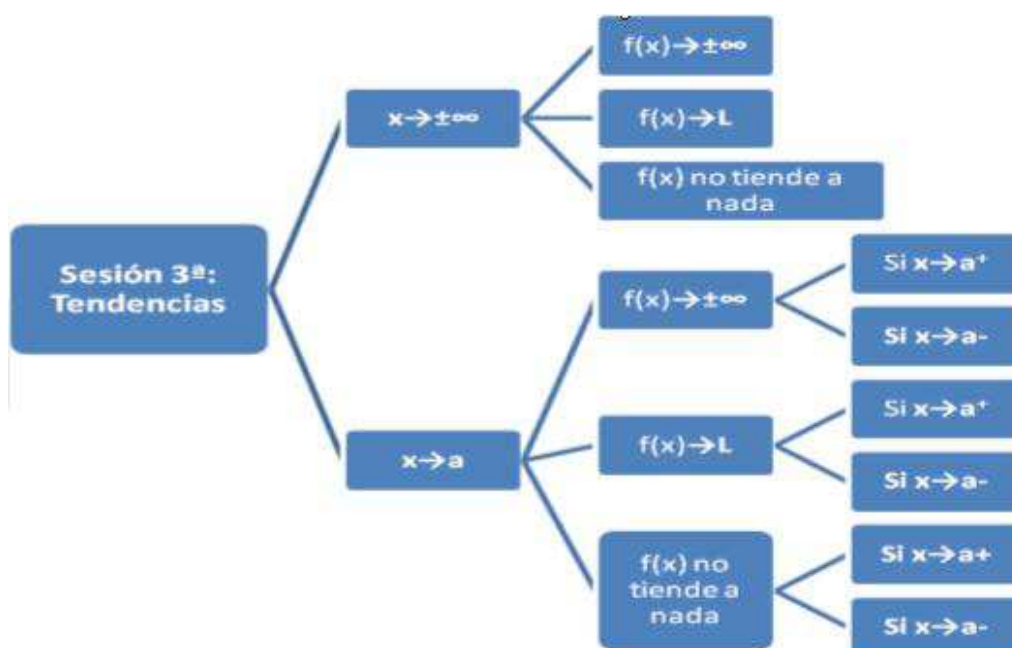 Sesión 3ª:
Tendencias
x→±∞
f(x)→±∞
f(x)→L
f(x) no tiende a
nada
x→a
f(x)→±∞
Si x→a⁺
Si x→a-
f(x)→L
Si x→a⁺
Si x→a-
f(x) no
tiende a
nada
Si x→a+
Si x→a-